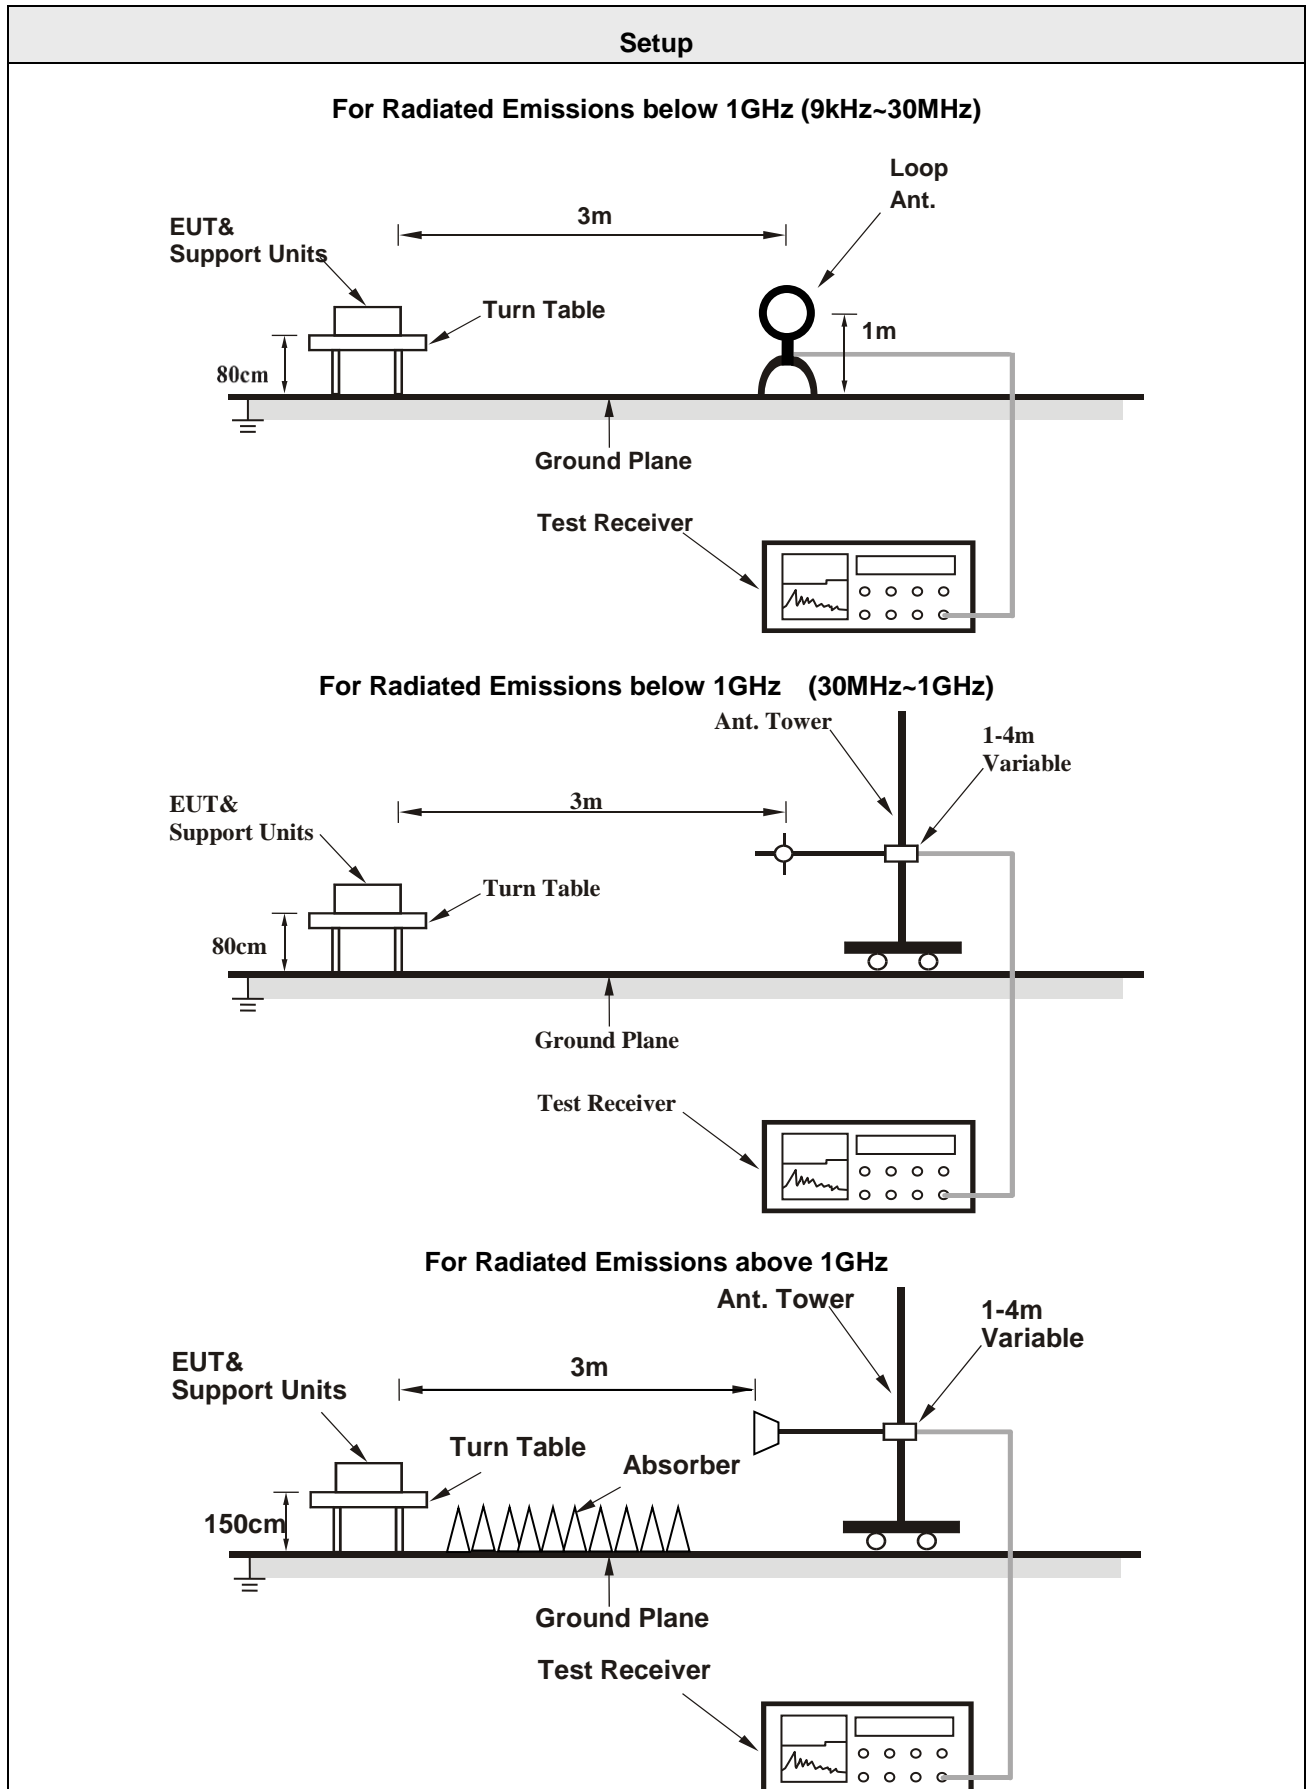 Setup
For Radiated Emissions below 1GHz (9kHz~30MHz)
Loop
Ant.
3m
EUT&
Support Units
Turn Table
1m
80cm
Ground Plane
Test Receiver
For Radiated Emissions below 1GHz (30MHz~1GHz)
Ant. Tower
1-4m
Variable
3m
EUT&
Support Units
Turn Table
80cm
Ground Plane
Test Receiver
For Radiated Emissions above 1GHz
Ant. Tower
1-4m
Variable
EUT&
Support Units
3m
Turn Table
Absorber
150cm
Ground Plane
Test Receiver